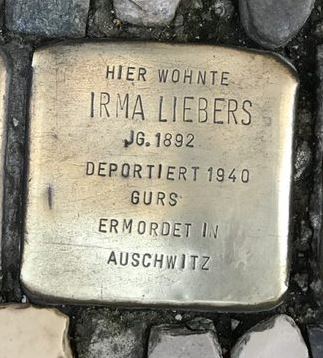 HIER WOHNTE
IRMA LIEBERS
JG. 1892
DEPORTIERT 1940
GURS
ERMORDET IN
AUSCHWITZ